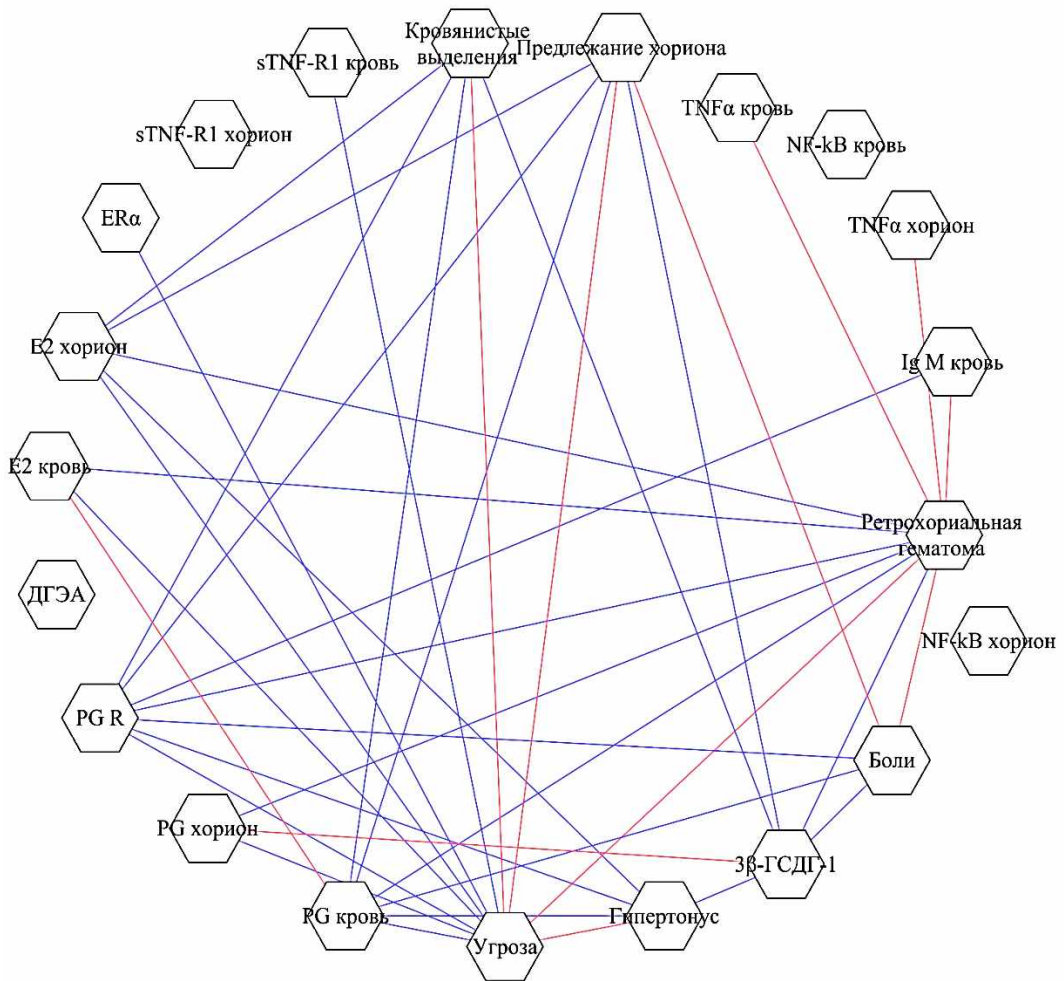 Кровянистые
выделения
Предлежание хориона
sTNF-R1 кровь
TNFα кровь
sTNF-R1 хорион
NF-kB кровь
ERα
TNFα хорион
E2 хорион
Ig M кровь
E2 кровь
Ретрохориальная
гематома
ДГЭА
NF-kB хорион
PG R
Боли
PG хорион
3β-ГСДГ-1
PG кровь
Гипертонус
Угроза